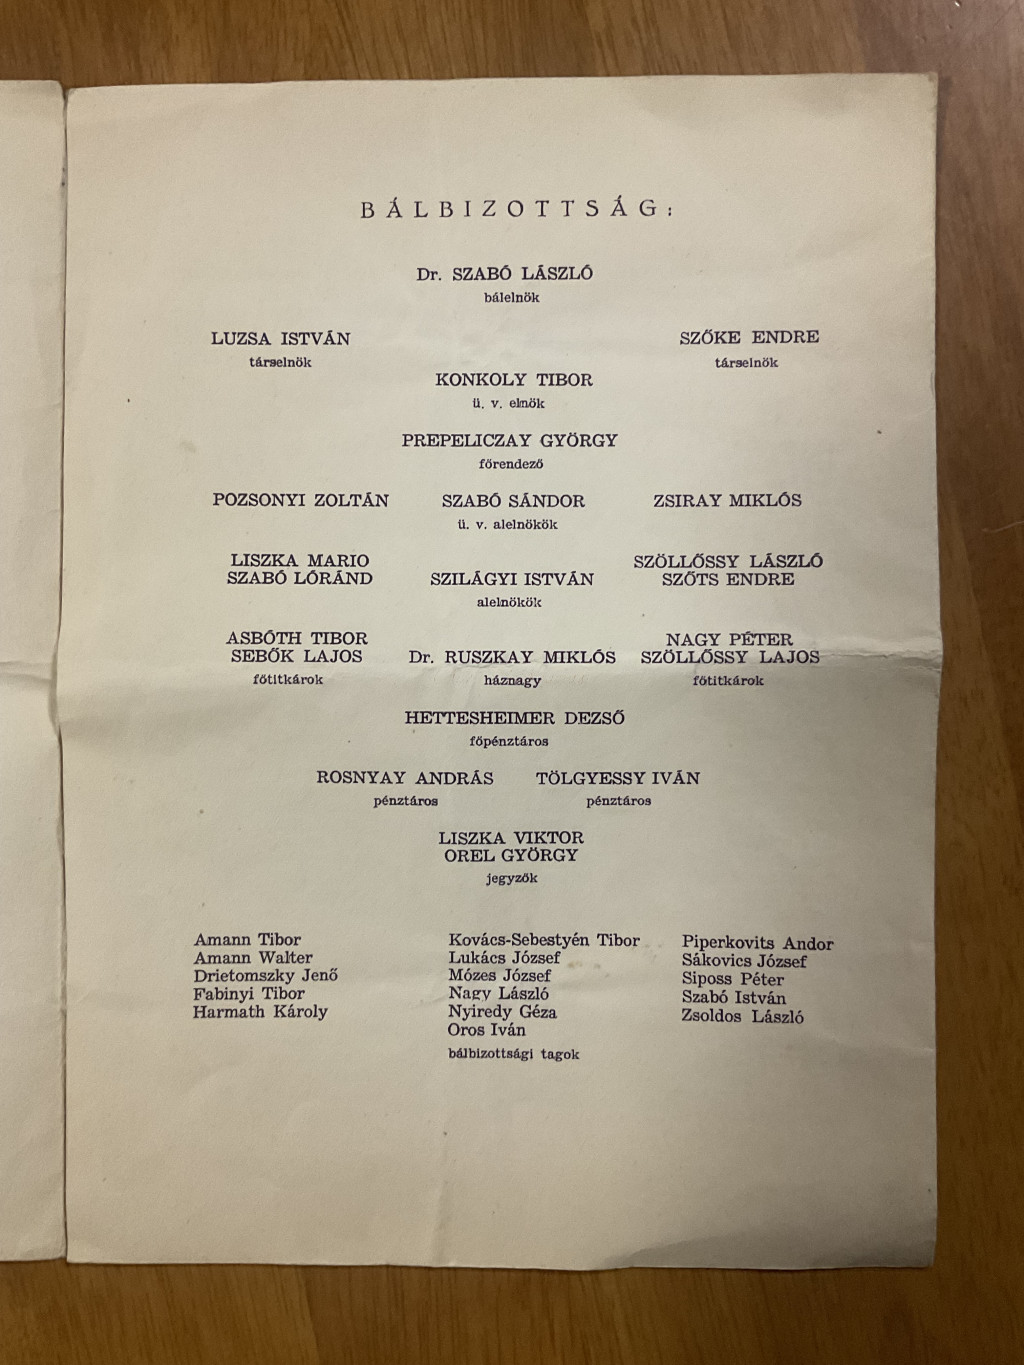 BÁLBIZOTTSÁG:
Dr. SZABÓ LÁSZLÓ
bálelnök
LUZSA ISTVÁN SZŐKE ENDRE
társelnök társelnök
KONKOLY TIBOR
ü. v. elnök
PREPELICZAY GYÖRGY
főrendező
POZSONYI ZOLTÁN SZABÓ SÁNDOR ZSIRAY MIKLÓS
ü. v. alelnökök
LISZKA MARIO SZÖLLŐSSY LÁSZLÓ
SZABÓ LÓRÁND SZILÁGYI ISTVÁN SZŐTS ENDRE
alelnökök
ASBÓTH TIBOR NAGY PÉTER
SEBŐK LAJOS Dr. RUSZKAY MIKLÓS SZÖLLŐSSY LAJOS
főtitkárok háznagy főtitkárok
HETTESHEIMER DEZSŐ
főpénztáros
ROSNYAY ANDRÁS TÖLGYESSY IVÁN
pénztáros pénztáros
LISZKA VIKTOR
OREL GYÖRGY
jegyzők
Amann Tibor Kovács-Sebestyén Tibor Piperkovits Andor
Amann Walter Lukács József Sákovics József
Drietomszky Jenő Mózes József Siposs Péter
Fabinyi Tibor Nagy László Szabó István
Harmath Károly Nyiredy Géza Zsoldos László
Oros Iván
bálbizottsági tagok